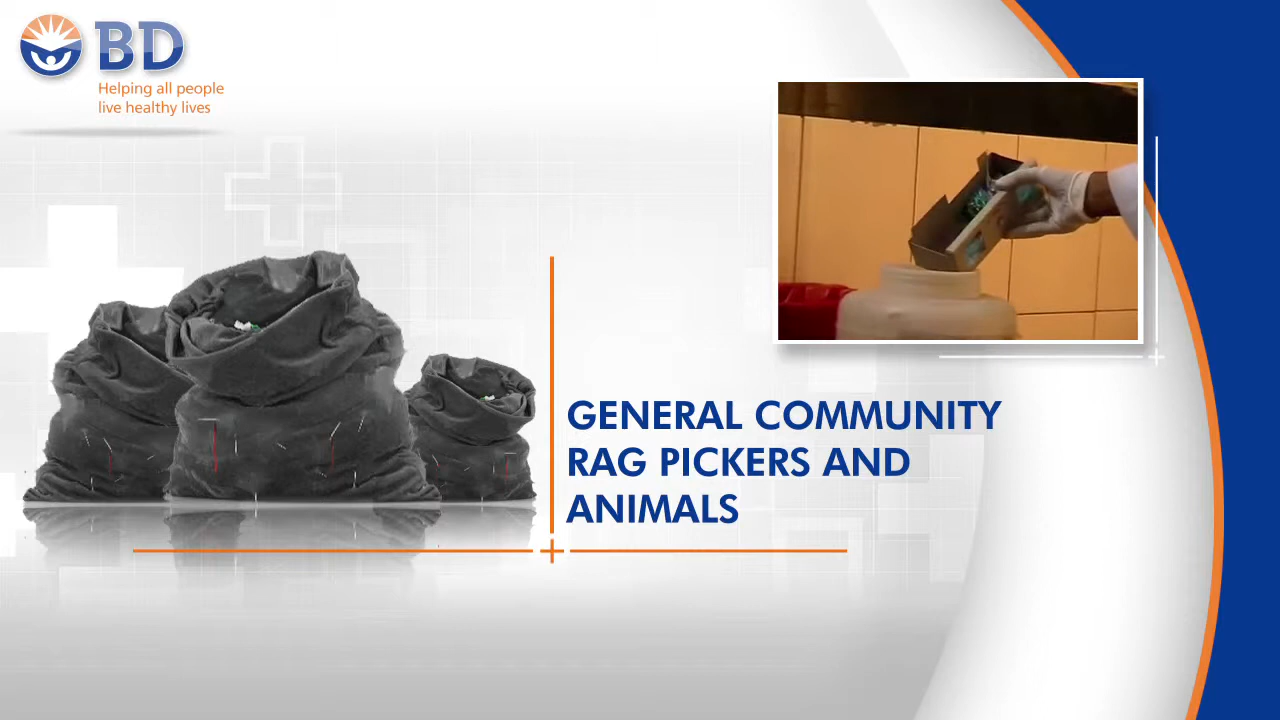 BD
Helping all people
live healthy lives
GENERAL COMMUNITY
RAG PICKERS AND
ANIMALS